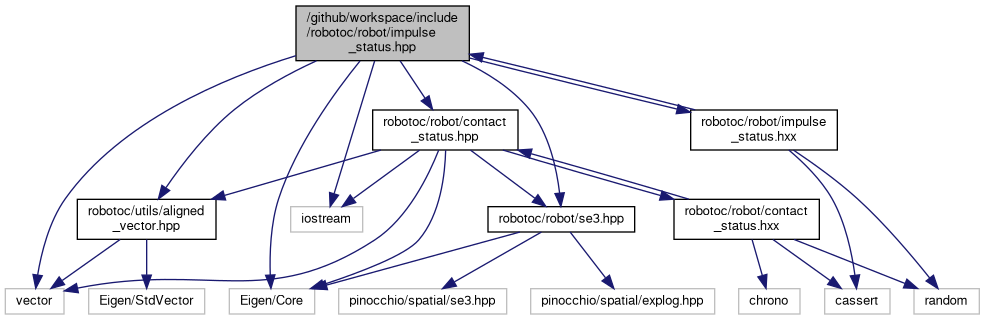 /github/workspace/include
/robotoc/robot/impulse
_status.hpp
robotoc/robot/contact
_status.hpp
robotoc/robot/impulse
_status.hxx
robotoc/utils/aligned
_vector.hpp
iostream
robotoc/robot/se3.hpp
robotoc/robot/contact
_status.hxx
vector
Eigen/StdVector
Eigen/Core
pinocchio/spatial/se3.hpp
pinocchio/spatial/explog.hpp
chrono
cassert
random